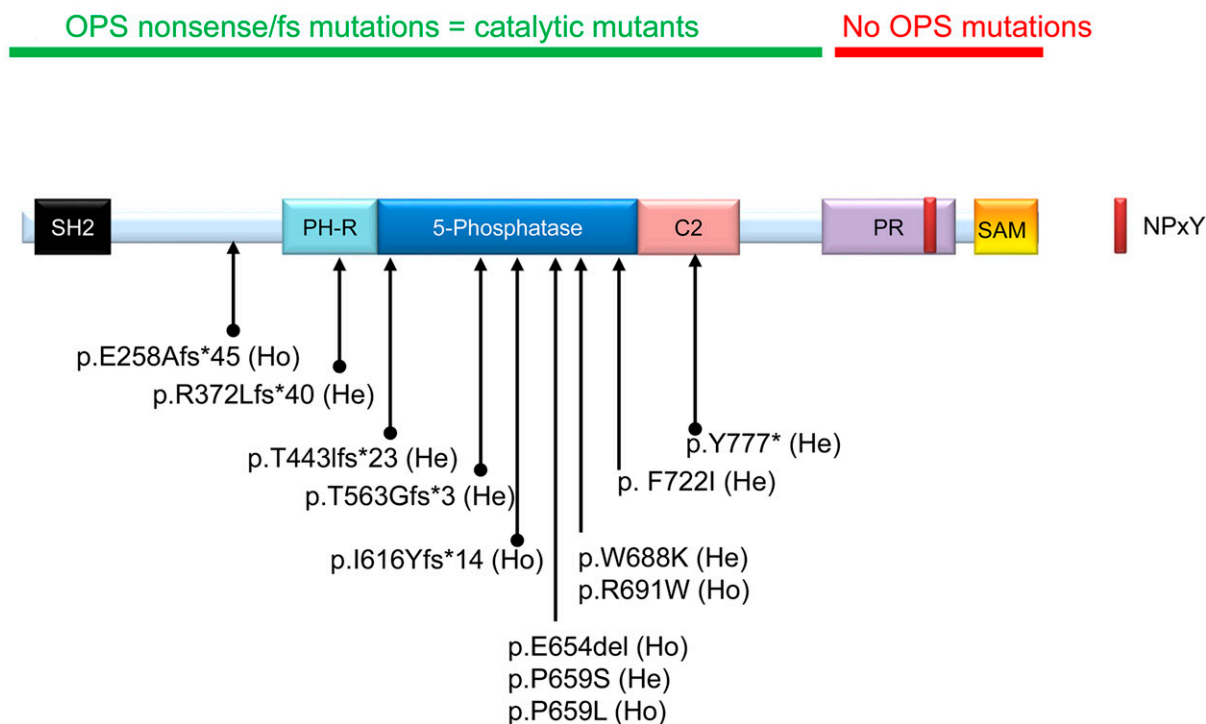 OPS nonsense/fs mutations = catalytic mutants
No OPS mutations
SH2
PH-R
5-Phosphatase
C2
PR
SAM
NPxY
p.E258Afs*45 (Ho)
p.R372Lfs*40 (He)
p.T443Ifs*23 (He)
p.T563Gfs*3 (He)
p.I616Yfs*14 (Ho)
p.Y777* (He)
p. F722I (He)
p.W688K (He)
p.R691W (Ho)
p.E654del (Ho)
p.P659S (He)
p.P659L (Ho)